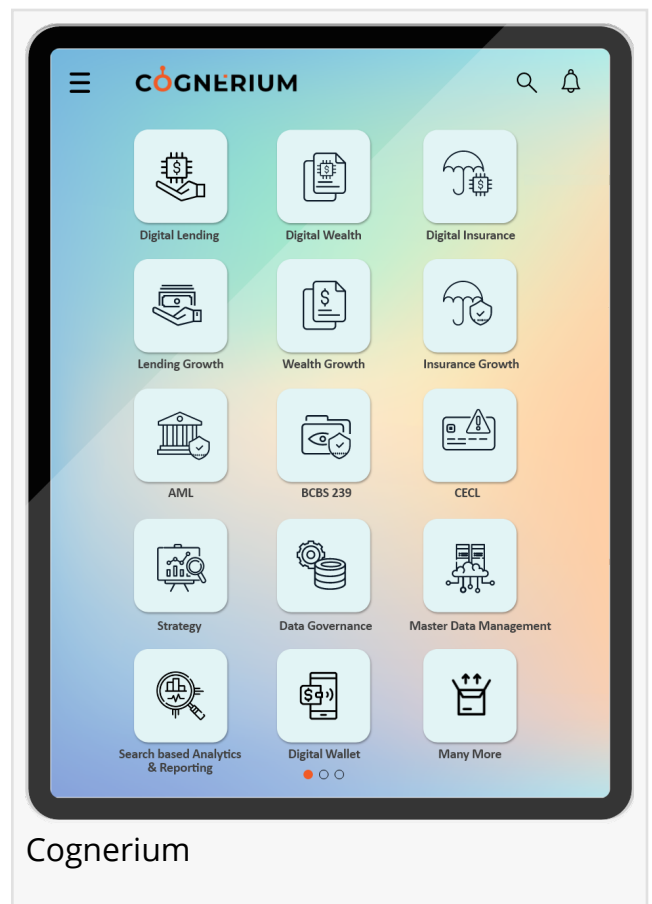 COGNERIUM
Digital Lending
Digital Wealth
Digital Insurance
Lending Growth
Wealth Growth
Insurance Growth
AML
BCBS 239
CECL
Strategy
Data Governance
Master Data Management
Search based Analytics
& Reporting
Digital Wallet
Many More
Cognerium